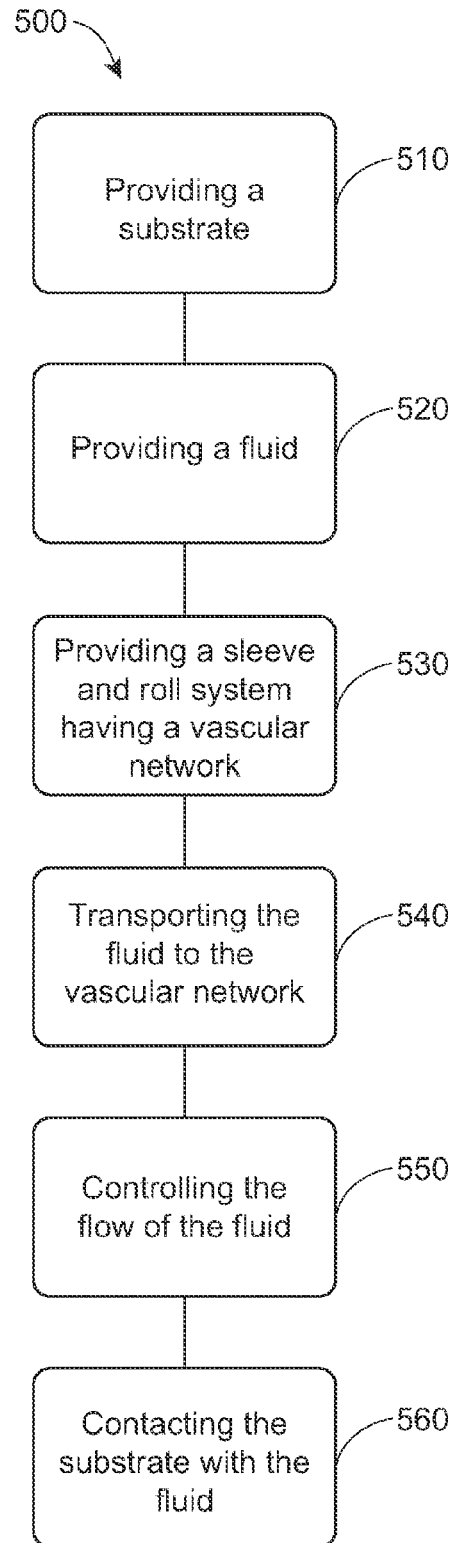 500
Providing a
substrate
510
Providing a fluid
520
Providing a sleeve
and roll system
having a vascular
network
530
Transporting the
fluid to the
vascular network
540
Controlling the
flow of the fluid
550
Contacting the
substrate with the
fluid
560